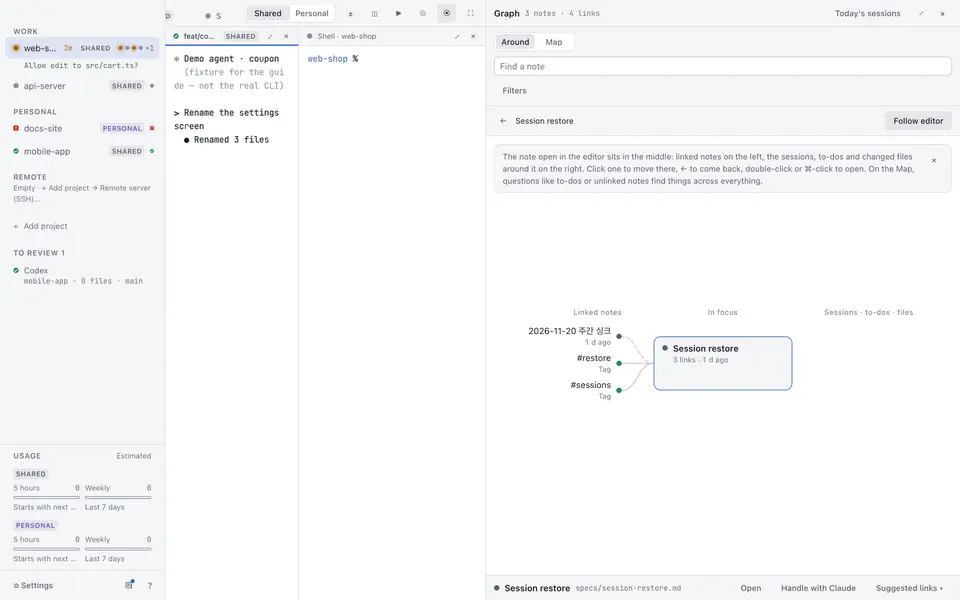 WORK
web-s... 2m SHARED +1
Allow edit to src/cart.ts?
api-server SHARED
PERSONAL
docs-site PERSONAL
mobile-app SHARED
REMOTE
Empty · + Add project → Remote server
(SSH)...
+ Add project
TO REVIEW 1
Codex
mobile-app · 0 files · main
USAGE Estimated
SHARED
5 hours 0 Weekly 0
Starts with next ... Last 7 days
PERSONAL
5 hours 0 Weekly 0
Starts with next ... Last 7 days
Settings ?
S Shared Personal
feat/co... SHARED
Demo agent · coupon
(fixture for the gui
de — not the real CLI)
> Rename the settings
screen
● Renamed 3 files
Shell · web-shop
web-shop %
Graph 3 notes · 4 links Today's sessions
Around Map
Find a note
Filters
← Session restore Follow editor
The note open in the editor sits in the middle: linked notes on the left, the sessions, to-dos and changed files
around it on the right. Click one to move there, ← to come back, double-click or ⌘-click to open. On the Map,
questions like to-dos or unlinked notes find things across everything.
Linked notes In focus Sessions · to-dos · files
2026-11-20 주간 싱크
1 d ago
#restore
Tag
#sessions
Tag
Session restore
3 links · 1 d ago
Session restore specs/session-restore.md Open Handle with Claude Suggested links